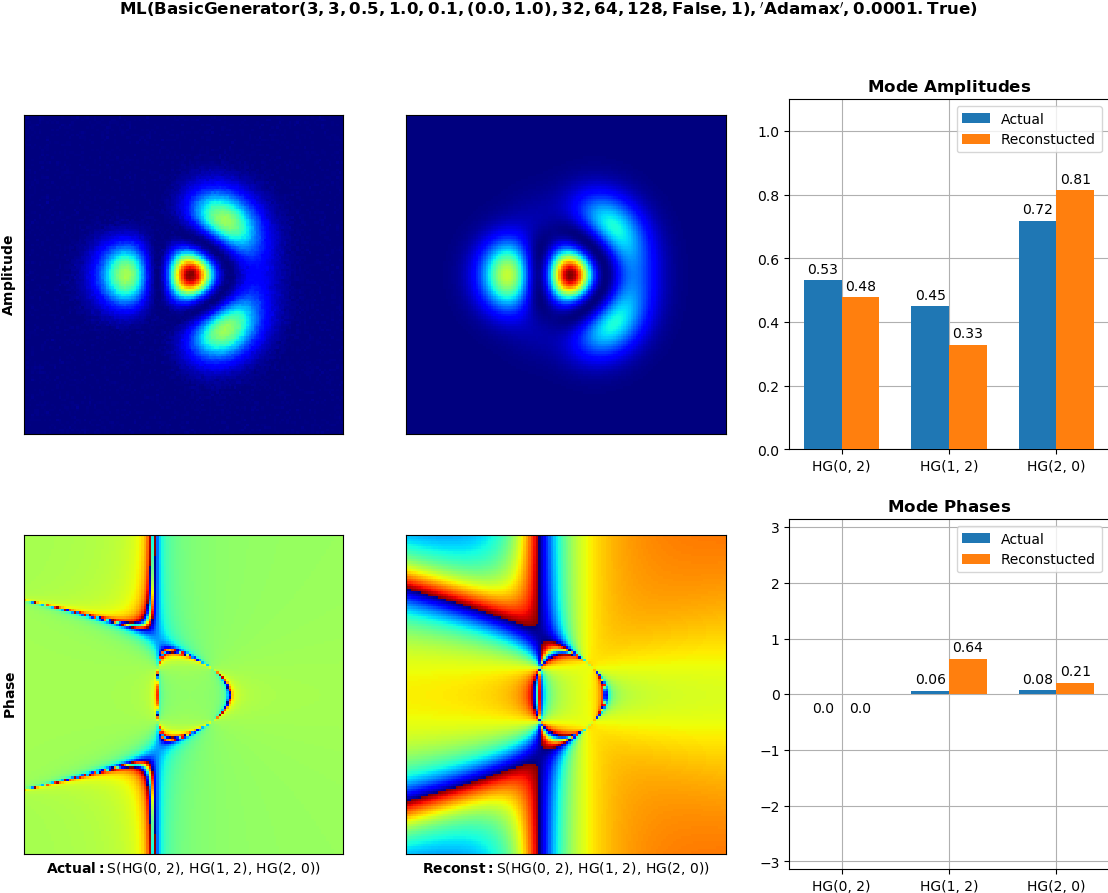 ML(BasicGenerator(3, 3, 0.5, 1.0, 0.1, (0.0, 1.0), 32, 64, 128, False, 1), ′Adamax′, 0.0001. True)
Amplitude
Mode Amplitudes
Actual
Reconstucted
1.0
0.8
0.6
0.4
0.2
0.0
0.53
0.48
0.45
0.33
0.72
0.81
HG(0, 2)
HG(1, 2)
HG(2, 0)
Phase
Actual: S(HG(0, 2), HG(1, 2), HG(2, 0))
Reconst: S(HG(0, 2), HG(1, 2), HG(2, 0))
Mode Phases
Actual
Reconstucted
3
2
1
0
−1
−2
−3
0.0
0.0
0.06
0.64
0.08
0.21
HG(0, 2)
HG(1, 2)
HG(2, 0)